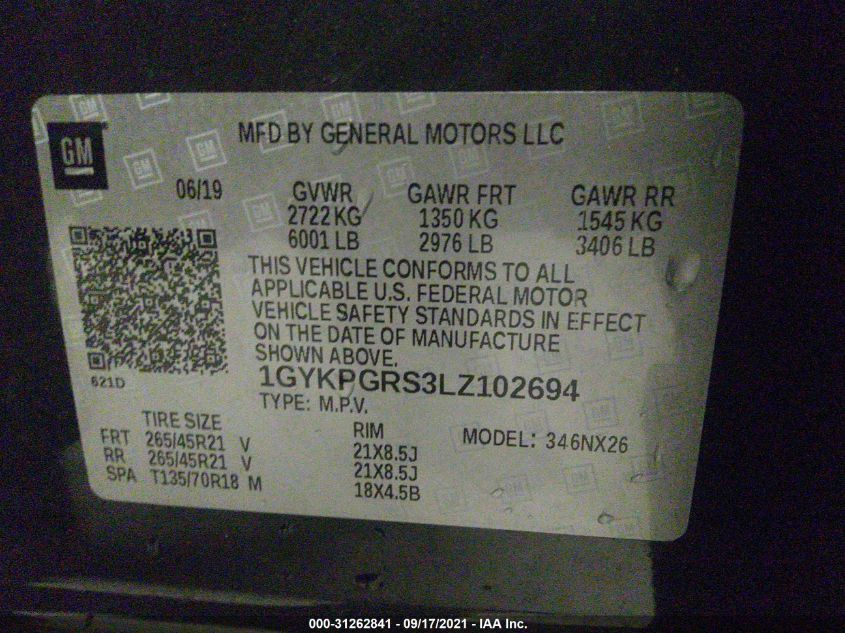 GM
MFD BY GENERAL MOTORS LLC
06/19 GVWR GAWR FRT GAWR RR
2722 KG 1350 KG 1545 KG
6001 LB 2976 LB 3406 LB
THIS VEHICLE CONFORMS TO ALL
APPLICABLE U.S. FEDERAL MOTOR
VEHICLE SAFETY STANDARDS IN EFFECT
ON THE DATE OF MANUFACTURE
SHOWN ABOVE.
621D
1GYKPGRS3LZ102694
TYPE: M.P.V.
TIRE SIZE RIM MODEL: 346NX26
FRT 265/45R21 V 21X8.5J
RR 265/45R21 V 21X8.5J
SPA T135/70R18 M 18X4.5B
000-31262841 - 09/17/2021 - IAA Inc.